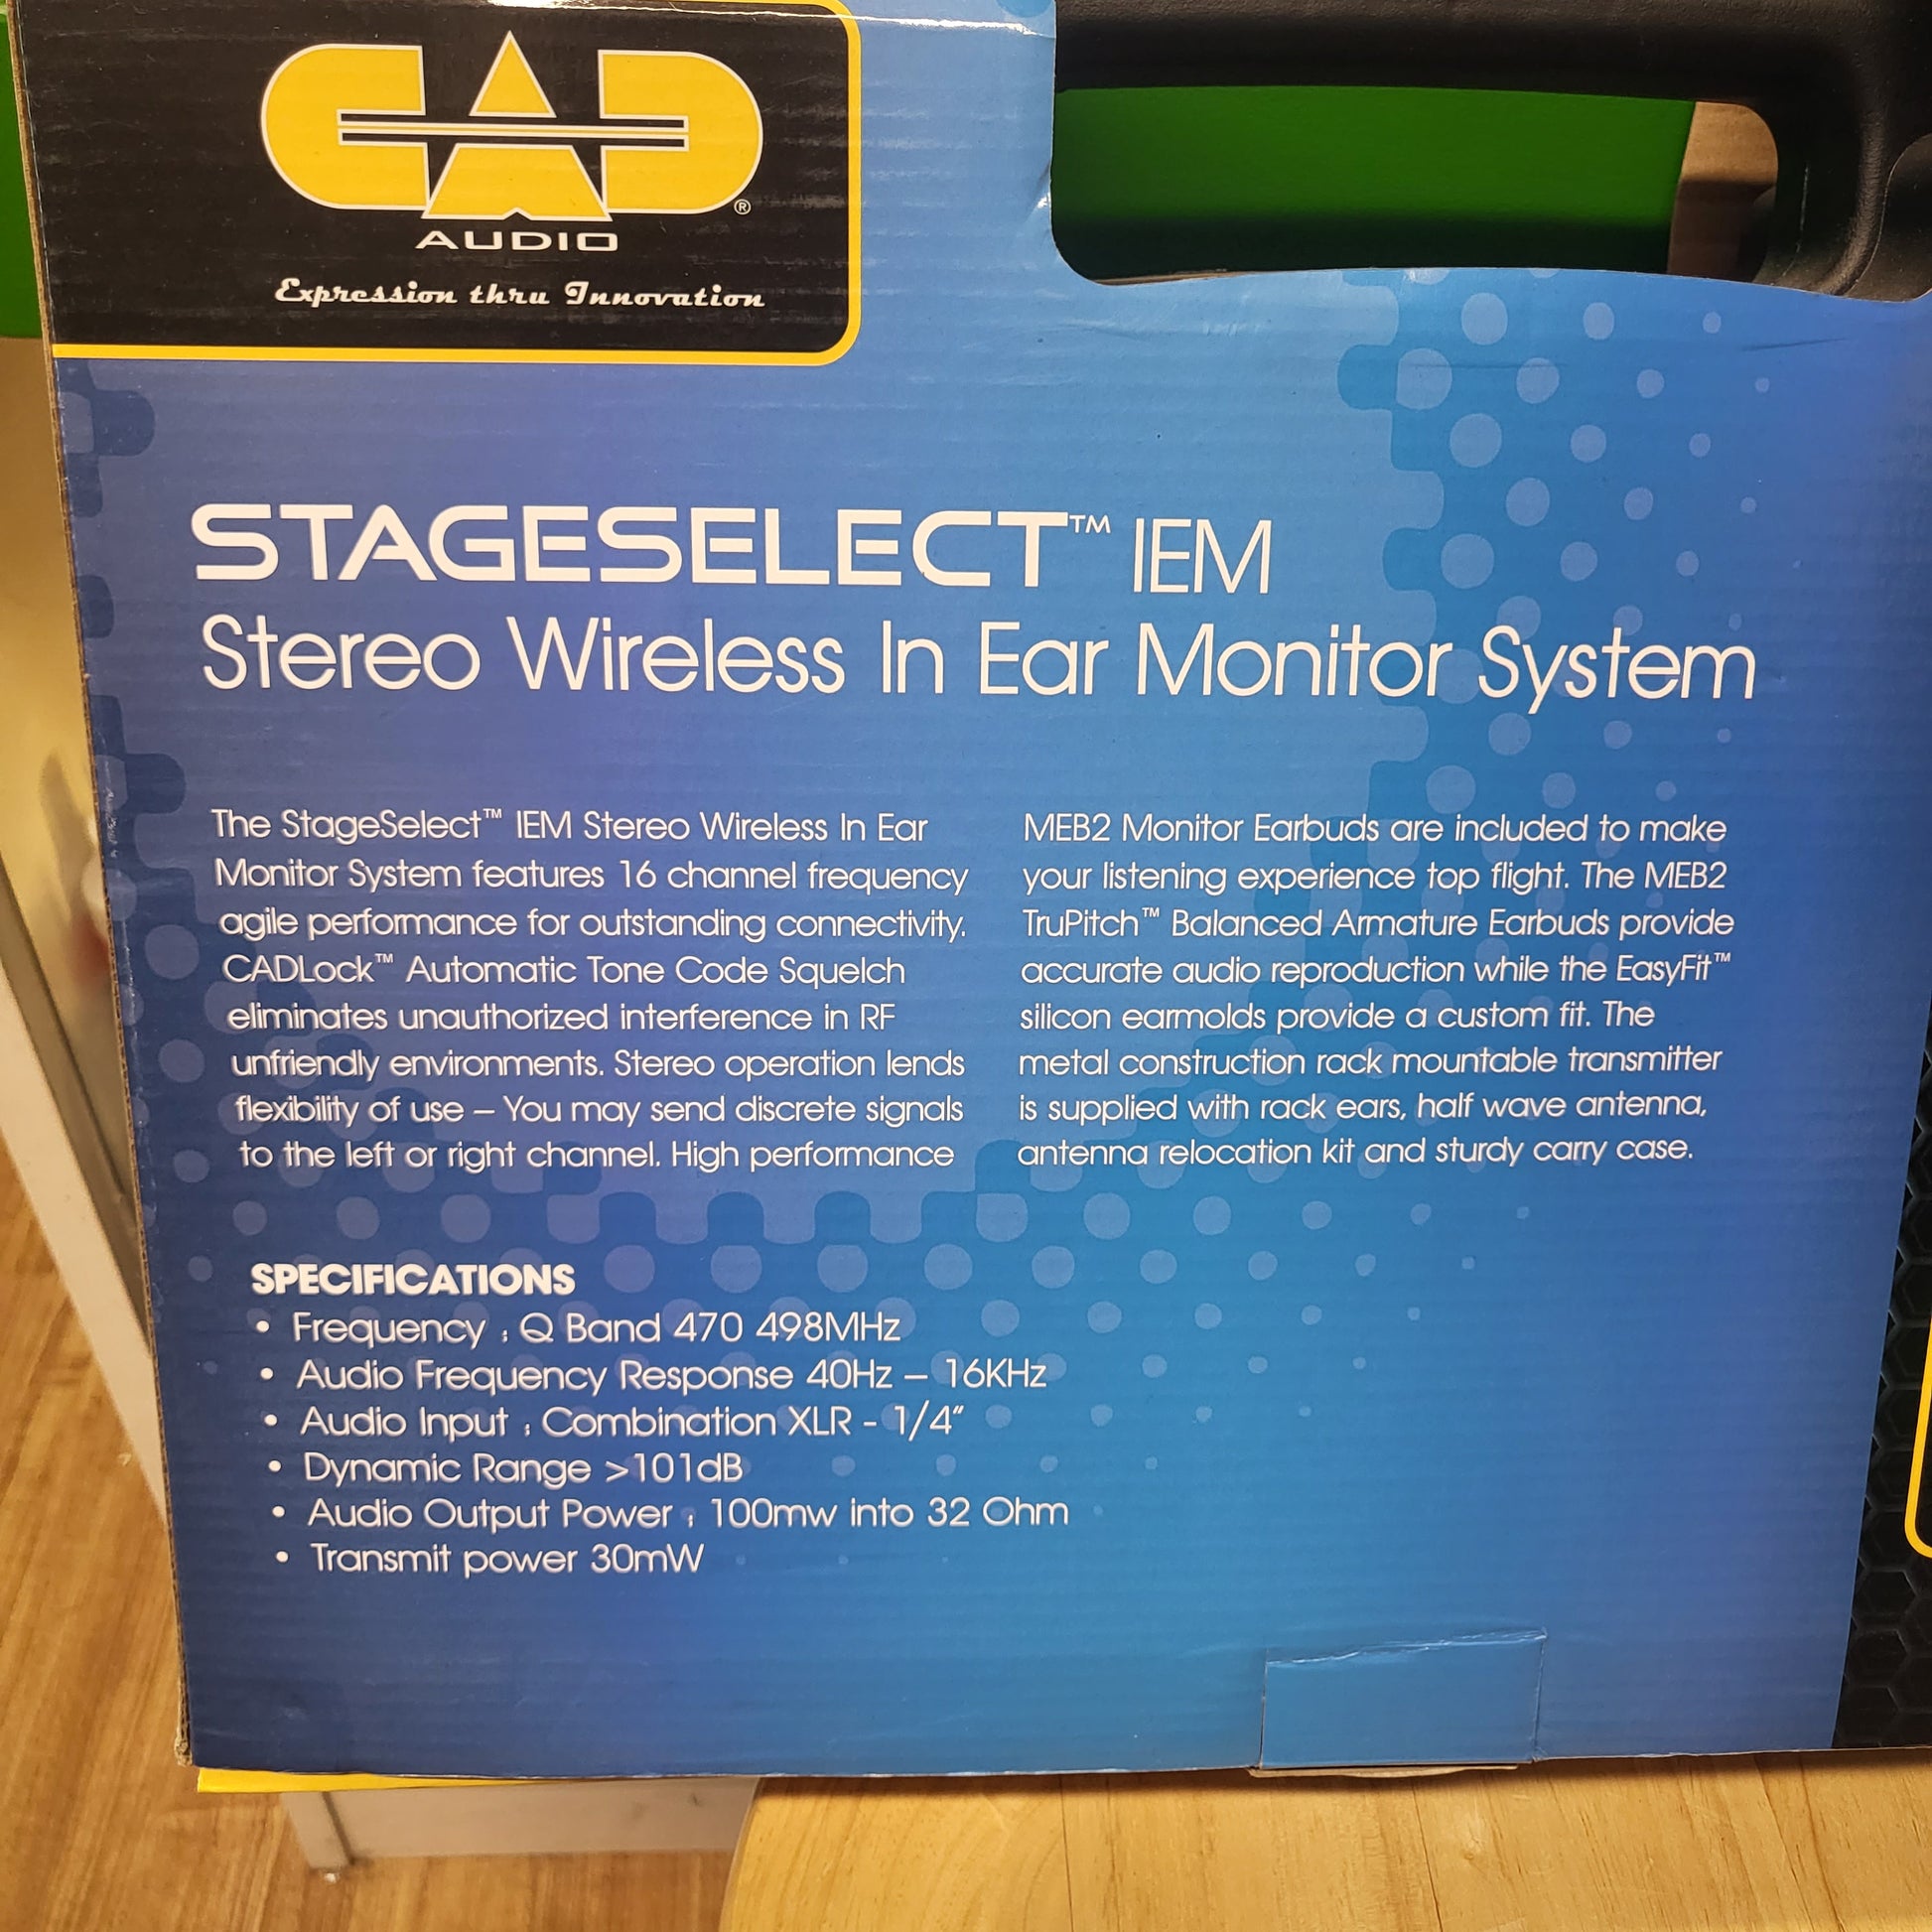 CAD®
AUDIO
Expression thru Innovation
STAGESELECT™ IEM
Stereo Wireless In Ear Monitor System
The StageSelect™ IEM Stereo Wireless In Ear
Monitor System features 16 channel frequency
agile performance for outstanding connectivity.
CADLock™ Automatic Tone Code Squelch
eliminates unauthorized interference in RF
unfriendly environments. Stereo operation lends
flexibility of use – You may send discrete signals
to the left or right channel. High performance
MEB2 Monitor Earbuds are included to make
your listening experience top flight. The MEB2
TruPitch™ Balanced Armature Earbuds provide
accurate audio reproduction while the EasyFit™
silicon earmolds provide a custom fit. The
metal construction rack mountable transmitter
is supplied with rack ears, half wave antenna,
antenna relocation kit and sturdy carry case.
SPECIFICATIONS
• Frequency : Q Band 470 498MHz
• Audio Frequency Response 40Hz – 16KHz
• Audio Input : Combination XLR - 1/4"
• Dynamic Range >101dB
• Audio Output Power : 100mw into 32 Ohm
• Transmit power 30mW